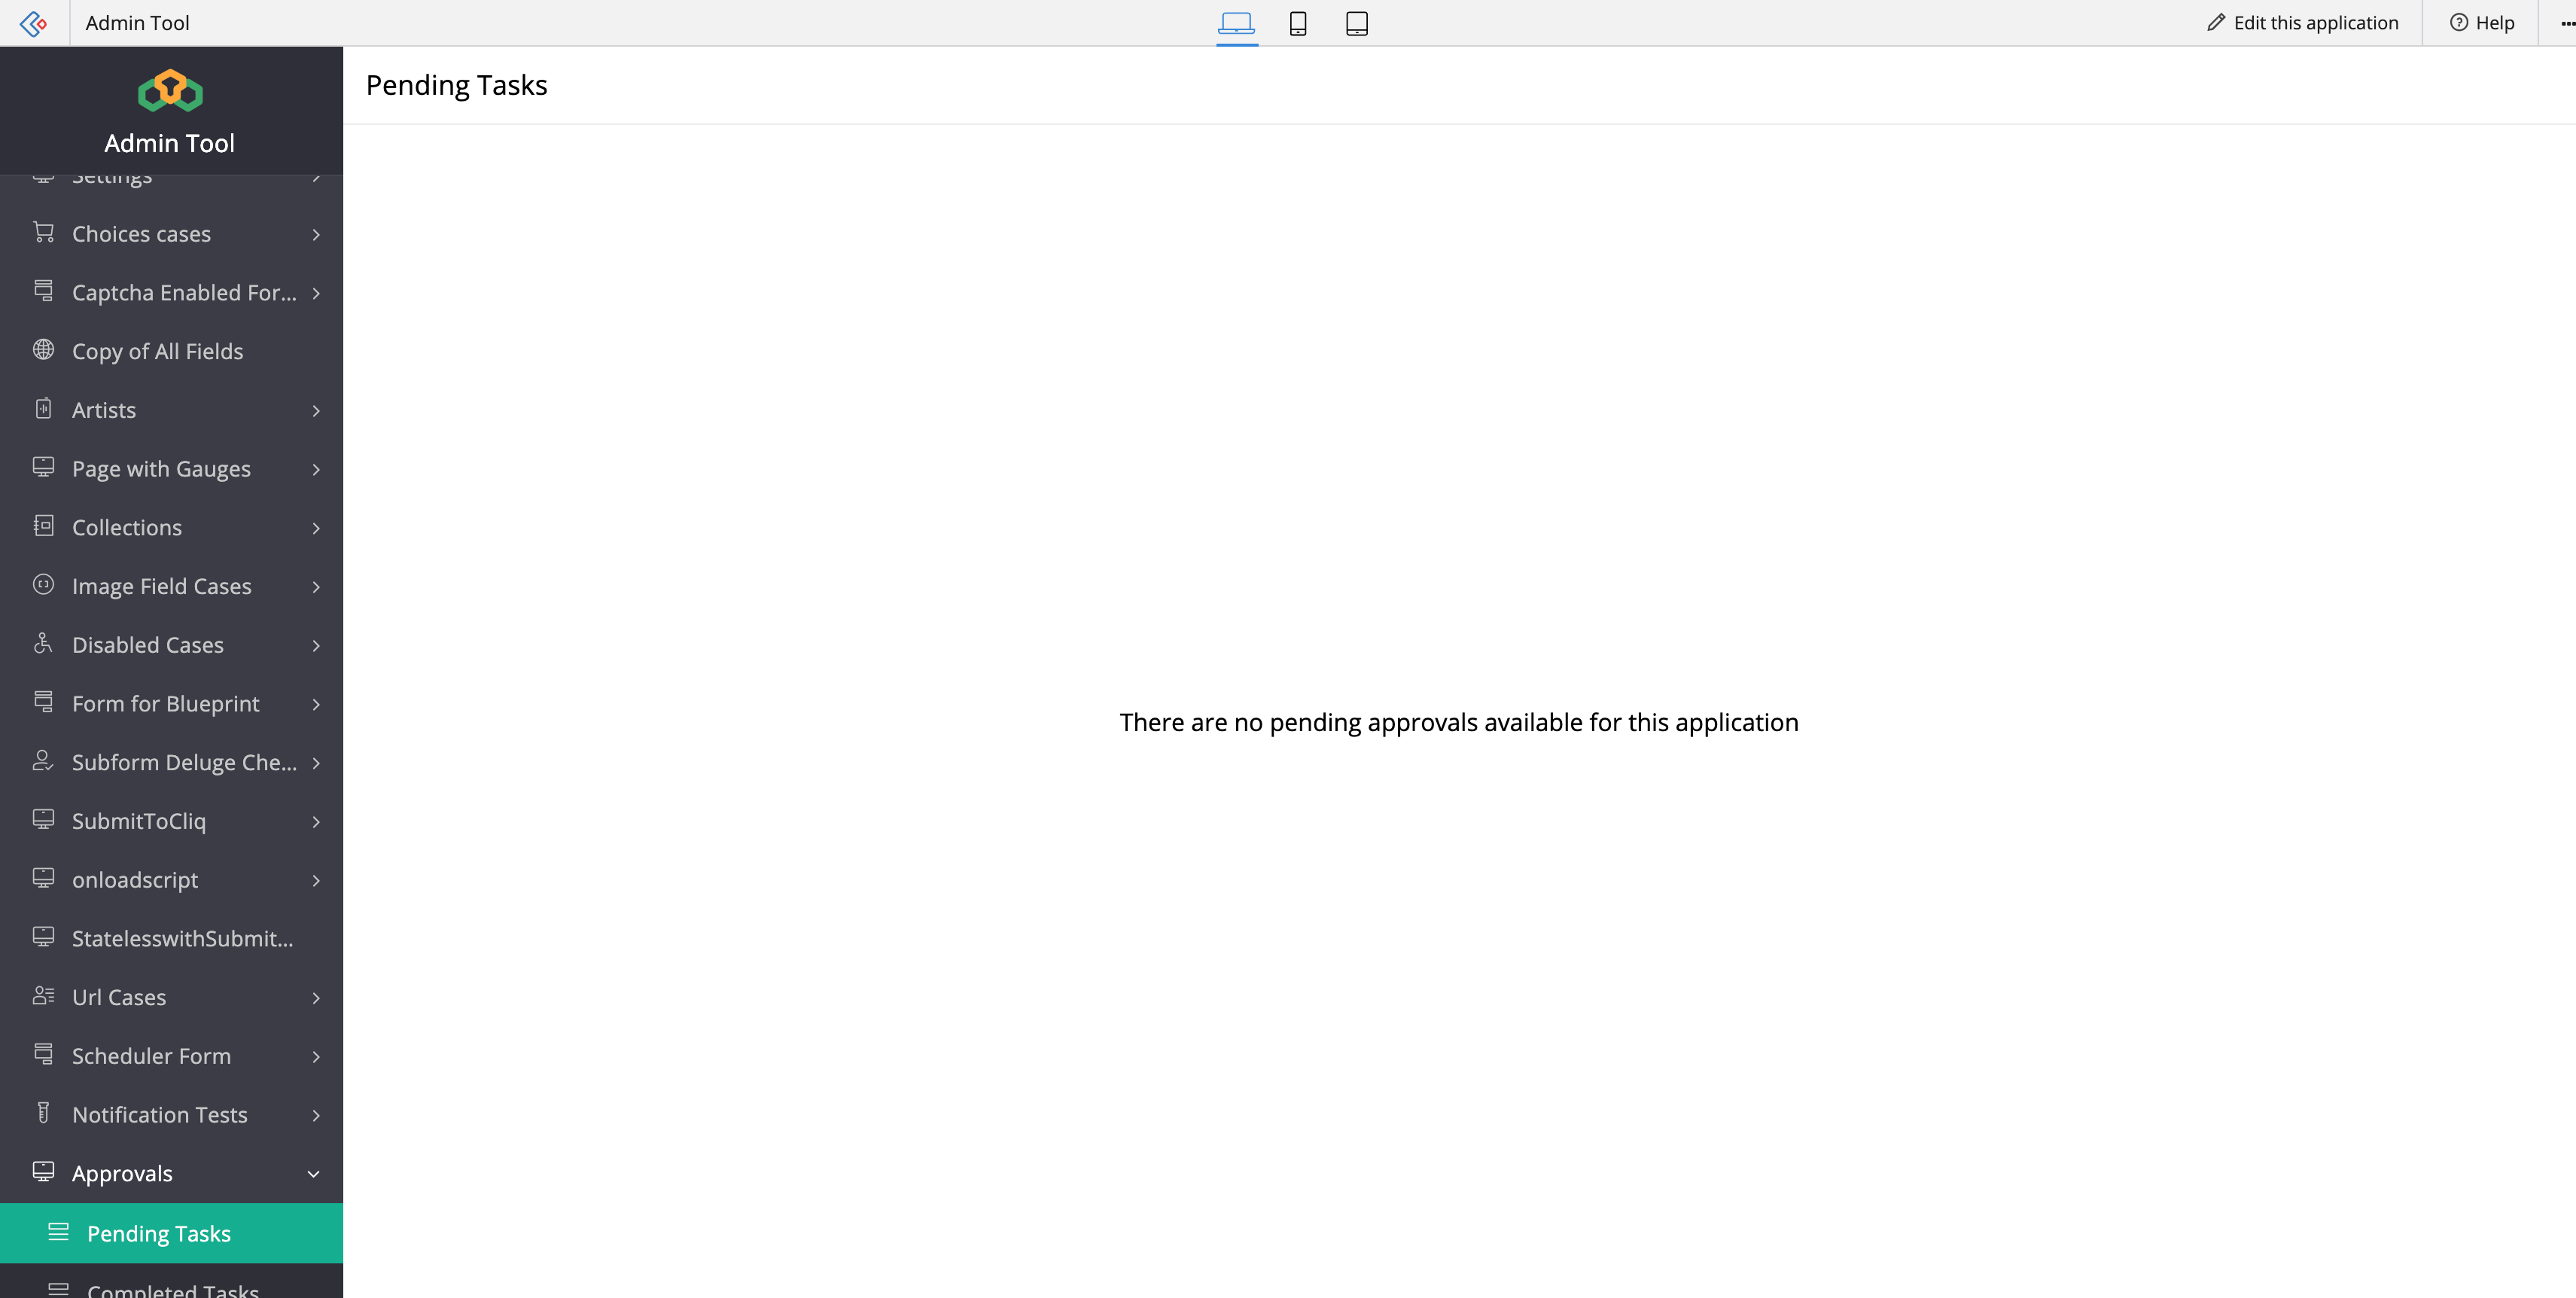 Admin Tool
Edit this application
Help
Admin Tool
Settings
Choices cases
Captcha Enabled For...
Copy of All Fields
Artists
Page with Gauges
Collections
Image Field Cases
Disabled Cases
Form for Blueprint
Subform Deluge Che...
SubmitToCliq
onloadscript
StatelesswithSubmit...
Url Cases
Scheduler Form
Notification Tests
Approvals
Pending Tasks
Completed Tasks
Pending Tasks
There are no pending approvals available for this application